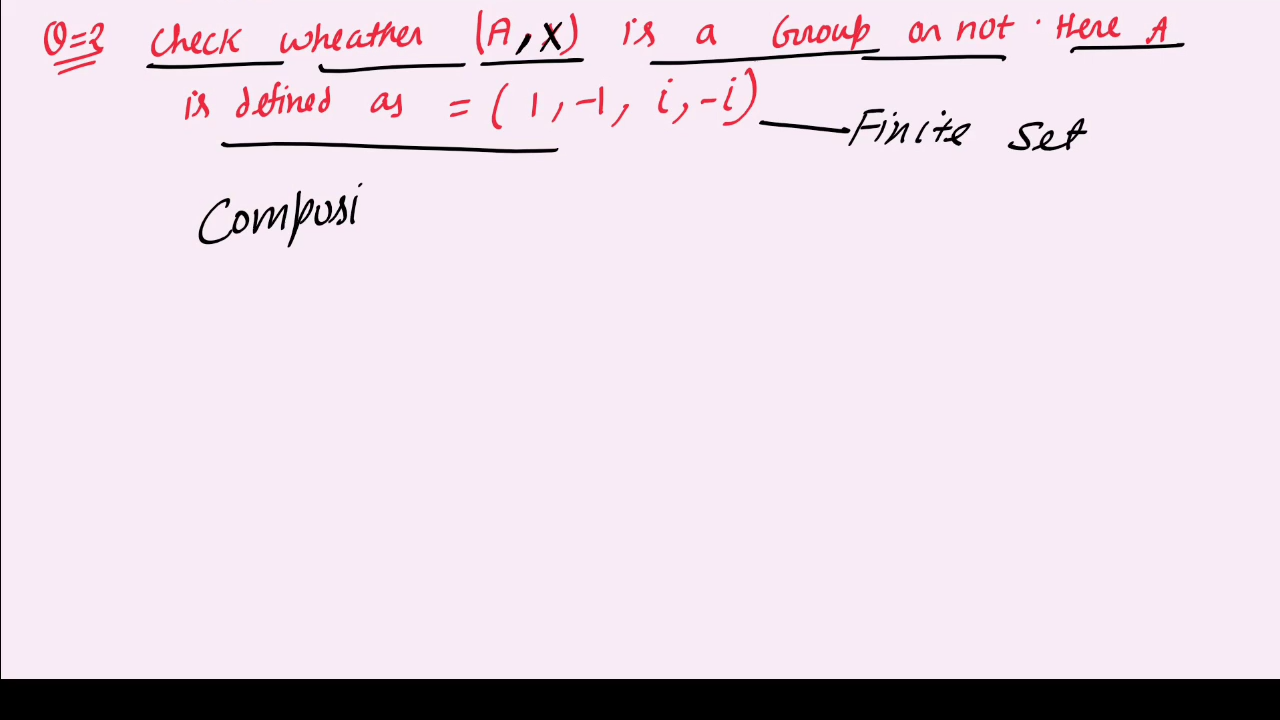 Q=2 Check wheather (A, X) is a Group or not. Here A
is defined as = (1, -1, i, -i) Finite Set
Composi